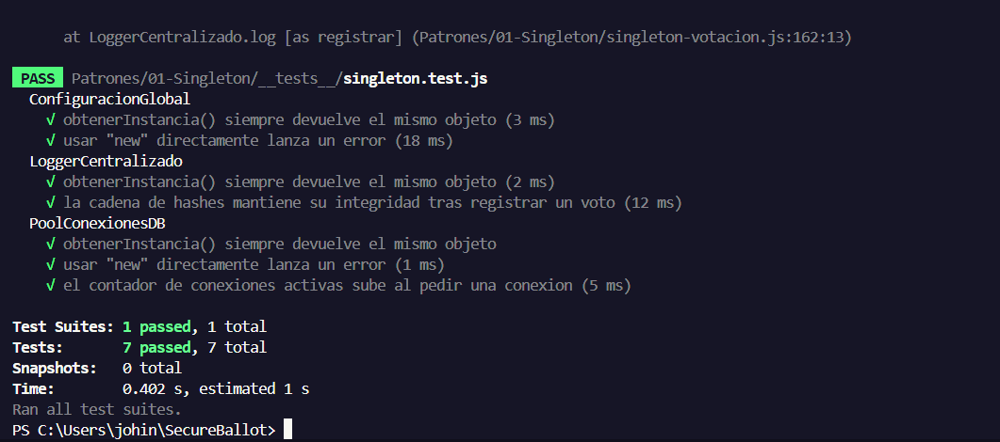 at LoggerCentralizado.log [as registrar] (Patrones/01-Singleton/singleton-votacion.js:162:13)
PASS Patrones/01-Singleton/__tests__/singleton.test.js
ConfiguracionGlobal
√ obtenerInstancia() siempre devuelve el mismo objeto (3 ms)
√ usar "new" directamente lanza un error (18 ms)
LoggerCentralizado
√ obtenerInstancia() siempre devuelve el mismo objeto (2 ms)
√ la cadena de hashes mantiene su integridad tras registrar un voto (12 ms)
PoolConexionesDB
√ obtenerInstancia() siempre devuelve el mismo objeto
√ usar "new" directamente lanza un error (1 ms)
√ el contador de conexiones activas sube al pedir una conexion (5 ms)
Test Suites: 1 passed, 1 total
Tests: 7 passed, 7 total
Snapshots: 0 total
Time: 0.402 s, estimated 1 s
Ran all test suites.
PS C:\Users\johin\SecureBallot>